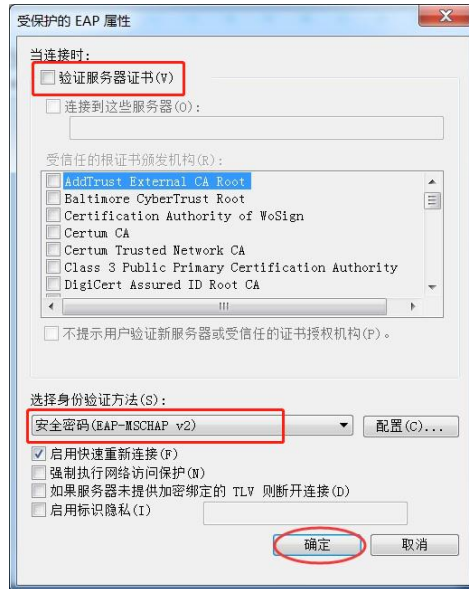 受保护的 EAP 属性
当连接时:
验证服务器证书(V)
连接到这些服务器(O):
受信任的根证书颁发机构(R):
AddTrust External CA Root
Baltimore CyberTrust Root
Certification Authority of WoSign
Certum CA
Certum Trusted Network CA
Class 3 Public Primary Certification Authority
DigiCert Assured ID Root CA
不提示用户验证新服务器或受信任的证书授权机构(P)。
选择身份验证方法(S):
安全密码(EAP-MSCHAP v2) 配置(C)...
启用快速重新连接(F)
强制执行网络访问保护(N)
如果服务器未提供加密绑定的 TLV 则断开连接(D)
启用标识隐私(I)
确定 取消